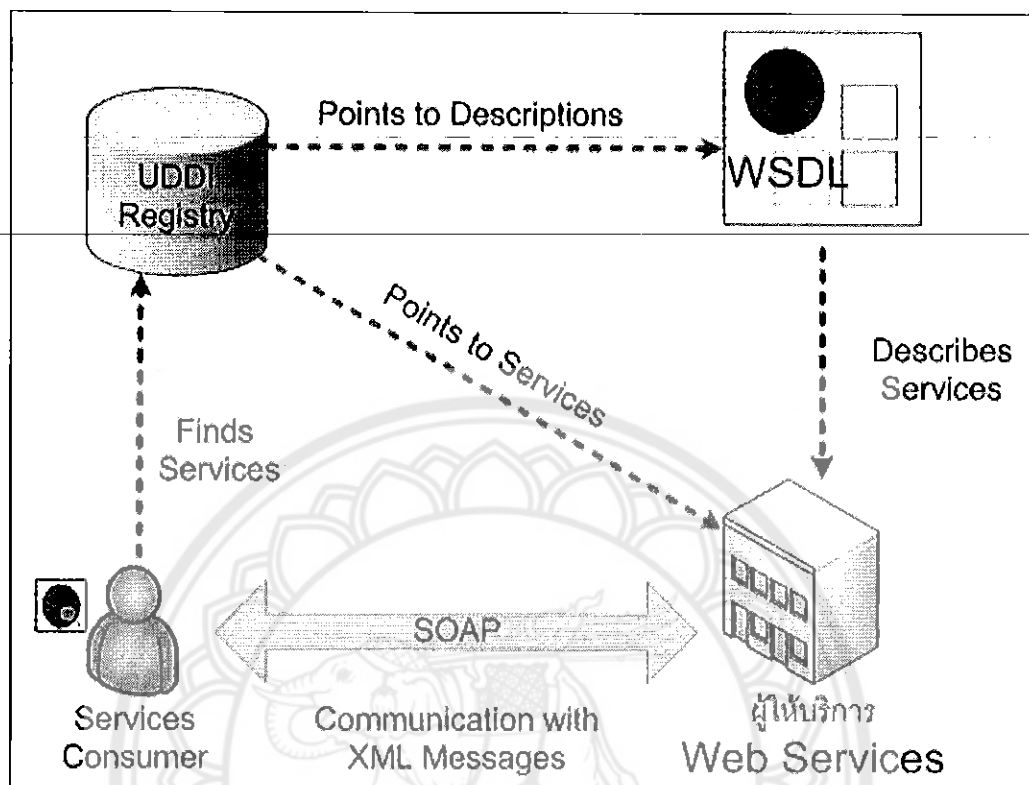 Points to Descriptions
UDDI
Registry
WSDL
Points to Services
Describes
Services
Finds
Services
SOAP
Services
Consumer
Communication with
XML Messages
ผู้ให้บริการ
Web Services